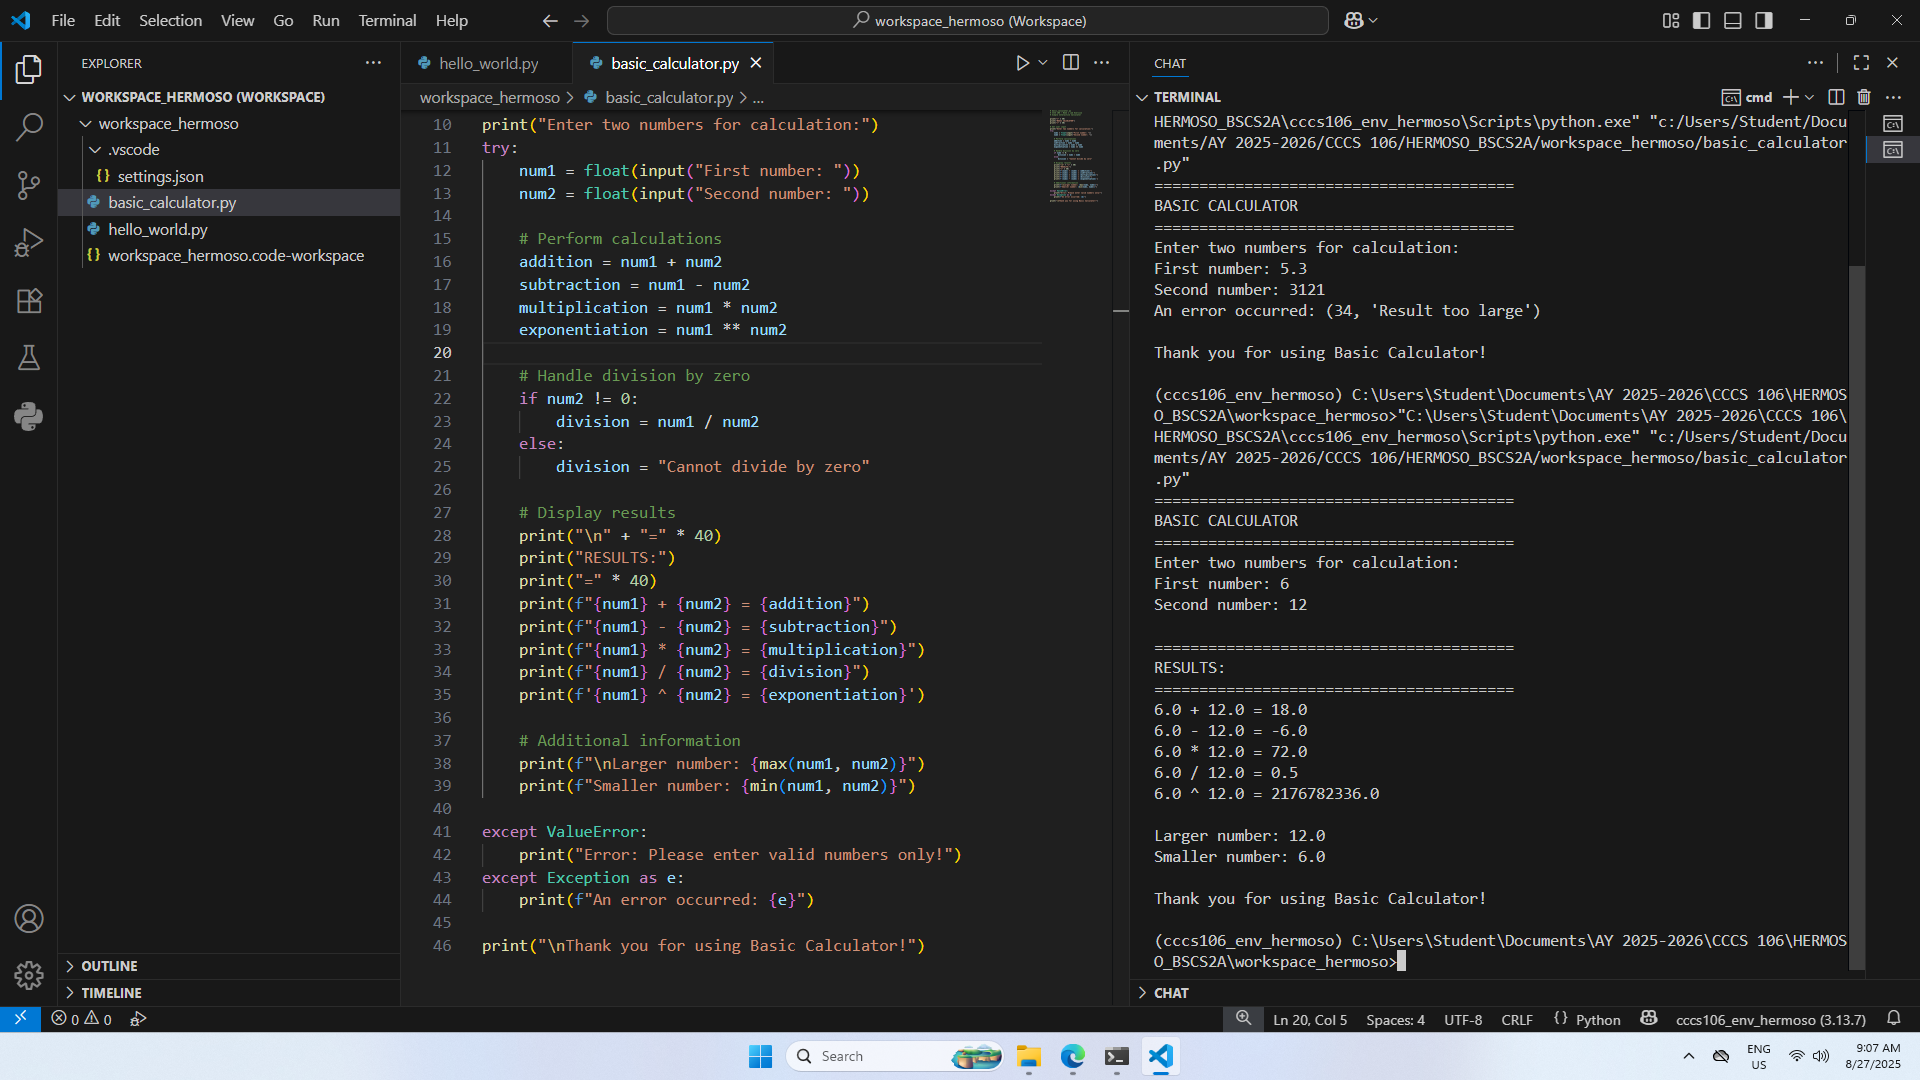 File Edit Selection View Go Run Terminal Help
workspace_hermoso (Workspace)
EXPLORER
WORKSPACE_HERMOSO (WORKSPACE)
workspace_hermoso
.vscode
{} settings.json
basic_calculator.py
hello_world.py
{} workspace_hermoso.code-workspace
OUTLINE
TIMELINE
hello_world.py
basic_calculator.py
workspace_hermoso > basic_calculator.py > ...
10 print("Enter two numbers for calculation:")
11 try:
12 num1 = float(input("First number: "))
13 num2 = float(input("Second number: "))
14
15 # Perform calculations
16 addition = num1 + num2
17 subtraction = num1 - num2
18 multiplication = num1 * num2
19 exponentiation = num1 ** num2
20
21 # Handle division by zero
22 if num2 != 0:
23 division = num1 / num2
24 else:
25 division = "Cannot divide by zero"
26
27 # Display results
28 print("\n" + "=" * 40)
29 print("RESULTS:")
30 print("=" * 40)
31 print(f"{num1} + {num2} = {addition}")
32 print(f"{num1} - {num2} = {subtraction}")
33 print(f"{num1} * {num2} = {multiplication}")
34 print(f"{num1} / {num2} = {division}")
35 print(f'{num1} ^ {num2} = {exponentiation}')
36
37 # Additional information
38 print(f"\nLarger number: {max(num1, num2)}")
39 print(f"Smaller number: {min(num1, num2)}")
40
41 except ValueError:
42 print("Error: Please enter valid numbers only!")
43 except Exception as e:
44 print(f"An error occurred: {e}")
45
46 print("\nThank you for using Basic Calculator!")
CHAT
TERMINAL
cmd
HERMOSO_BSCS2A\cccs106_env_hermoso\Scripts\python.exe" "c:/Users/Student/Docu
ments/AY 2025-2026/CCCS 106/HERMOSO_BSCS2A/workspace_hermoso/basic_calculator
.py"
========================================
BASIC CALCULATOR
========================================
Enter two numbers for calculation:
First number: 5.3
Second number: 3121
An error occurred: (34, 'Result too large')
Thank you for using Basic Calculator!
(cccs106_env_hermoso) C:\Users\Student\Documents\AY 2025-2026\CCCS 106\HERMOS
O_BSCS2A\workspace_hermoso>"C:\Users\Student\Documents\AY 2025-2026\CCCS 106\
HERMOSO_BSCS2A\cccs106_env_hermoso\Scripts\python.exe" "c:/Users/Student/Docu
ments/AY 2025-2026/CCCS 106/HERMOSO_BSCS2A/workspace_hermoso/basic_calculator
.py"
========================================
BASIC CALCULATOR
========================================
Enter two numbers for calculation:
First number: 6
Second number: 12
========================================
RESULTS:
========================================
6.0 + 12.0 = 18.0
6.0 - 12.0 = -6.0
6.0 * 12.0 = 72.0
6.0 / 12.0 = 0.5
6.0 ^ 12.0 = 2176782336.0
Larger number: 12.0
Smaller number: 6.0
Thank you for using Basic Calculator!
(cccs106_env_hermoso) C:\Users\Student\Documents\AY 2025-2026\CCCS 106\HERMOS
O_BSCS2A\workspace_hermoso>
CHAT
0 0
Ln 20, Col 5 Spaces: 4 UTF-8 CRLF {} Python cccs106_env_hermoso (3.13.7)
Search
ENG
US
9:07 AM
8/27/2025